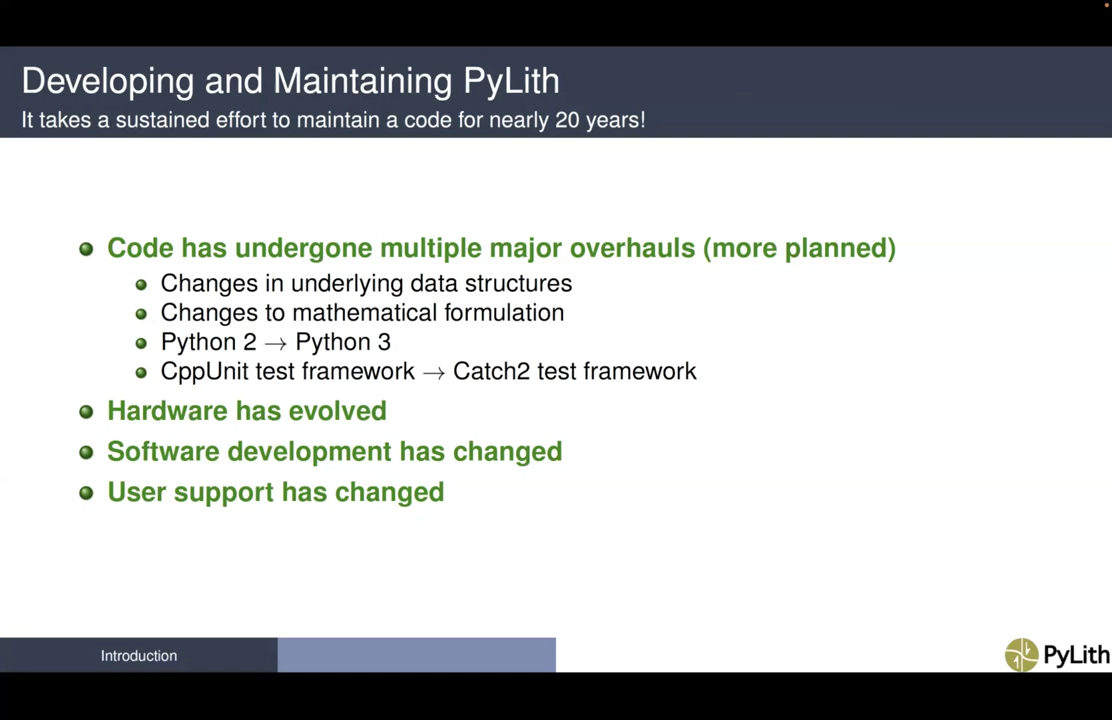 Developing and Maintaining PyLith
It takes a sustained effort to maintain a code for nearly 20 years!
Code has undergone multiple major overhauls (more planned)
Changes in underlying data structures
Changes to mathematical formulation
Python 2 → Python 3
CppUnit test framework → Catch2 test framework
Hardware has evolved
Software development has changed
User support has changed
Introduction
PyLith